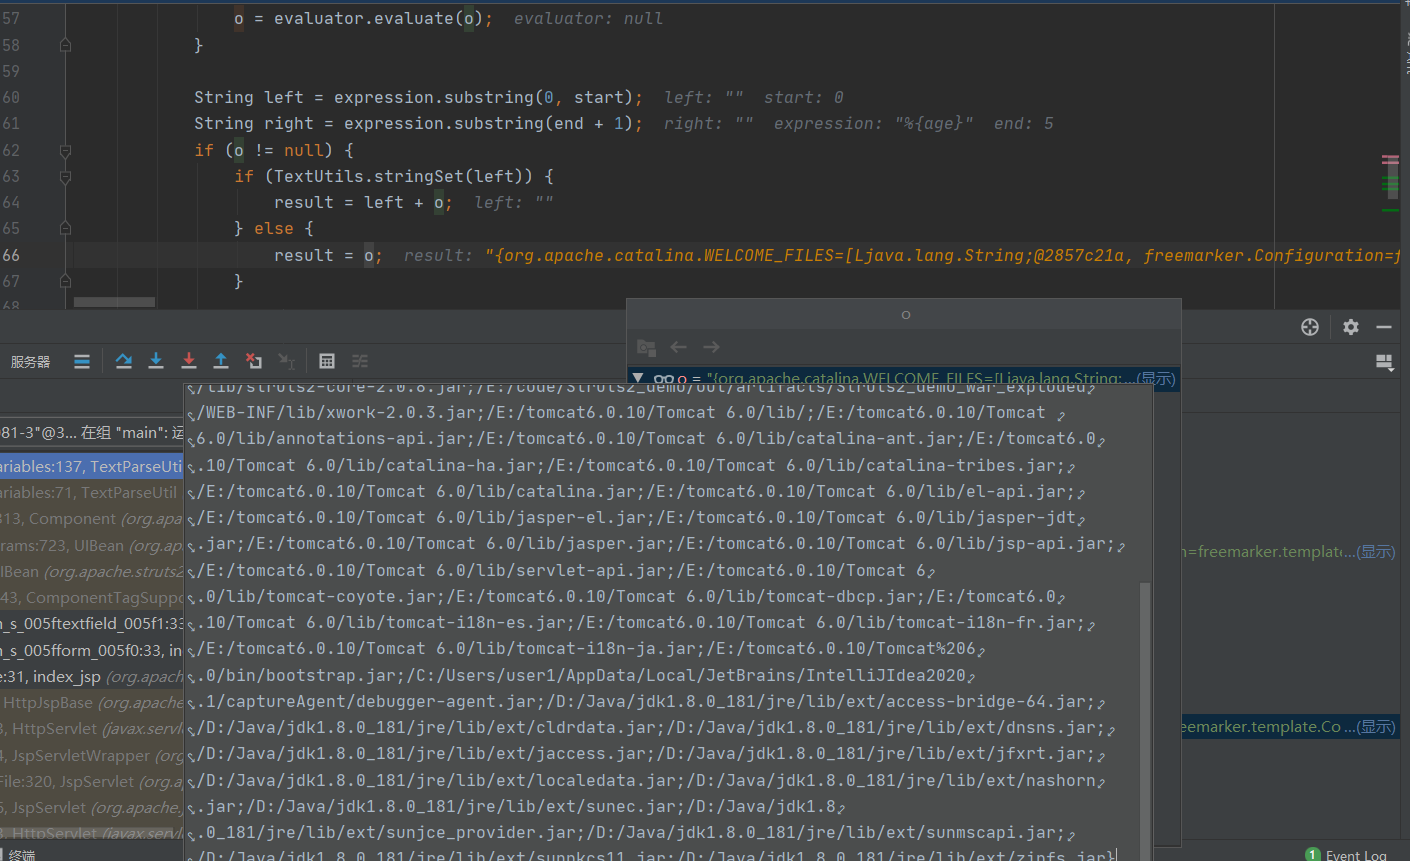 57 o = evaluator.evaluate(o); evaluator: null
58 }
59
60 String left = expression.substring(0, start); left: "" start: 0
61 String right = expression.substring(end + 1); right: "" expression: "%{age}" end: 5
62 if (o != null) {
63 if (TextUtils.stringSet(left)) {
64 result = left + o; left: ""
65 } else {
66 result = o; result: "{org.apache.catalina.WELCOME_FILES=[Ljava.lang.String;@2857c21a, freemarker.Configuration=f
67 }
68
o
服务器
o = "{org.apache.catalina.WELCOME_FILES=[Ljava.lang.String; ...(显示)
/lib/struts2-core-2.0.8.jar;/E:/code/Struts2_demo/out/artifacts/Struts2_demo_war_exploded
/WEB-INF/lib/xwork-2.0.3.jar;/E:/tomcat6.0.10/Tomcat 6.0/lib/;/E:/tomcat6.0.10/Tomcat
6.0/lib/annotations-api.jar;/E:/tomcat6.0.10/Tomcat 6.0/lib/catalina-ant.jar;/E:/tomcat6.0
.10/Tomcat 6.0/lib/catalina-ha.jar;/E:/tomcat6.0.10/Tomcat 6.0/lib/catalina-tribes.jar;
/E:/tomcat6.0.10/Tomcat 6.0/lib/catalina.jar;/E:/tomcat6.0.10/Tomcat 6.0/lib/el-api.jar;
/E:/tomcat6.0.10/Tomcat 6.0/lib/jasper-el.jar;/E:/tomcat6.0.10/Tomcat 6.0/lib/jasper-jdt
.jar;/E:/tomcat6.0.10/Tomcat 6.0/lib/jasper.jar;/E:/tomcat6.0.10/Tomcat 6.0/lib/jsp-api.jar;
/E:/tomcat6.0.10/Tomcat 6.0/lib/servlet-api.jar;/E:/tomcat6.0.10/Tomcat 6
.0/lib/tomcat-coyote.jar;/E:/tomcat6.0.10/Tomcat 6.0/lib/tomcat-dbcp.jar;/E:/tomcat6.0
.10/Tomcat 6.0/lib/tomcat-i18n-es.jar;/E:/tomcat6.0.10/Tomcat 6.0/lib/tomcat-i18n-fr.jar;
/E:/tomcat6.0.10/Tomcat 6.0/lib/tomcat-i18n-ja.jar;/E:/tomcat6.0.10/Tomcat%206
.0/bin/bootstrap.jar;/C:/Users/user1/AppData/Local/JetBrains/IntelliJIdea2020
.1/captureAgent/debugger-agent.jar;/D:/Java/jdk1.8.0_181/jre/lib/ext/access-bridge-64.jar;
/D:/Java/jdk1.8.0_181/jre/lib/ext/cldrdata.jar;/D:/Java/jdk1.8.0_181/jre/lib/ext/dnsns.jar;
/D:/Java/jdk1.8.0_181/jre/lib/ext/jaccess.jar;/D:/Java/jdk1.8.0_181/jre/lib/ext/jfxrt.jar;
/D:/Java/jdk1.8.0_181/jre/lib/ext/localedata.jar;/D:/Java/jdk1.8.0_181/jre/lib/ext/nashorn
.jar;/D:/Java/jdk1.8.0_181/jre/lib/ext/sunec.jar;/D:/Java/jdk1.8
.0_181/jre/lib/ext/sunjce_provider.jar;/D:/Java/jdk1.8.0_181/jre/lib/ext/sunmscapi.jar;
/D:/Java/jdk1.8.0_181/jre/lib/ext/sunpkcs11.jar;/D:/Java/jdk1.8.0_181/jre/lib/ext/zipfs.jar}
081-3"@3... 在组 "main": 运
ariables:137, TextParseUti
ariables:71, TextParseUtil
313, Component (org.apa
rams:723, UIBean (org.ap
IBean (org.apache.struts2
43, ComponentTagSuppo
n_s_005ftextfield_005f1:33
n_s_005fform_005f0:33, in
e:31, index_jsp (org.apach
HttpJspBase (org.apache.
3, HttpServlet (javax.servl
4, JspServletWrapper (org
File:320, JspServlet (org.a
6, JspServlet (org.apache.j
3, HttpServlet (javax.servl
n=freemarker.template...(显示)
eemarker.template.Co ...(显示)
终端
1 Event Log